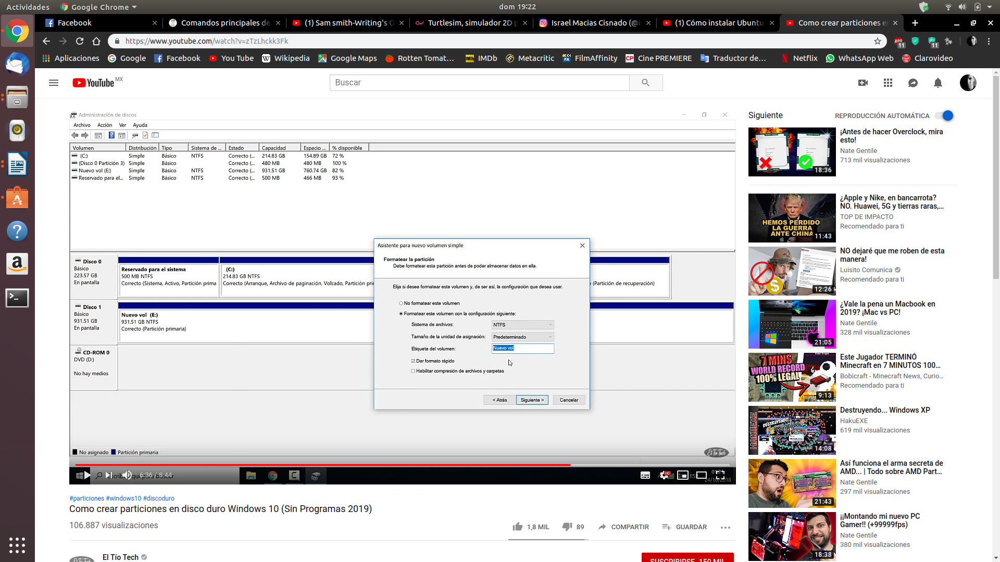 Actividades
Google Chrome
dom 19:22
Facebook
Comandos principales de
(1) Sam smith-Writing's O
Turtlesim, simulador 2D p
Israel Macias Cisnado (@i
(1) Cómo instalar Ubuntu
Como crear particiones e
https://www.youtube.com/watch?v=zTzLhckk3Fk
ABP
11
11
Aplicaciones
Google
Facebook
You Tube
Wikipedia
Google Maps
Rotten Tomat...
IMDb
Metacritic
FilmAffinity
Cine PREMIERE
Traductor de...
Netflix
WhatsApp Web
Clarovideo
YouTube MX
Buscar
Administración de discos
Archivo Acción Ver Ayuda
Volumen Distribución Tipo Sistema de ... Estado Capacidad Espacio ... % disponible
(C:) Simple Básico NTFS Correcto (... 214.83 GB 154.89 GB 72 %
(Disco 0 Partición 3) Simple Básico Correcto (... 480 MB 480 MB 100 %
Nuevo vol (E:) Simple Básico NTFS Correcto (... 931.51 GB 760.74 GB 82 %
Reservado para el... Simple Básico NTFS Correcto (... 500 MB 466 MB 93 %
Disco 0
Básico
223.57 GB
En pantalla
Reservado para el sistema
500 MB NTFS
Correcto (Sistema, Activo, Partición prima
(C:)
214.83 GB NTFS
Correcto (Arranque, Archivo de paginación, Volcado, Partición pri
(Partición de recuperación)
Disco 1
Básico
931.51 GB
En pantalla
Nuevo vol (E:)
931.51 GB NTFS
Correcto (Partición primaria)
CD-ROM 0
DVD (D:)
No hay medios
Asistente para nuevo volumen simple
Formatear la partición
Debe formatear esta partición antes de poder almacenar datos en ella.
Elija si desea formatear este volumen y, de ser así, la configuración que desea usar.
No formatear este volumen
Formatear este volumen con la configuración siguiente:
Sistema de archivos: NTFS
Tamaño de la unidad de asignación: Predeterminado
Etiqueta del volumen: Nuevo vol
Dar formato rápido
Habilitar compresión de archivos y carpetas
< Atrás
Siguiente >
Cancelar
No asignado
Partición primaria
El Tío Tech
6:36 / 8:44
HD
24/10/2018
#particiones #windows10 #discoduro
Como crear particiones en disco duro Windows 10 (Sin Programas 2019)
106.887 visualizaciones
1,8 MIL
89
COMPARTIR
GUARDAR
El Tío Tech
SUSCRIBIRSE 150 MIL
Siguiente
REPRODUCCIÓN AUTOMÁTICA
18:36
¡Antes de hacer Overclock, mira
esto!
Nate Gentile
713 mil visualizaciones
HEMOS PERDIDO
LA GUERRA
ANTE CHINA
11:43
¿Apple y Nike, en bancarrota?
NO. Huawei, 5G y tierras raras,...
TOP DE IMPACTO
Recomendado para ti
12:26
NO dejaré que me roben de esta
manera!
Luisito Comunica
Recomendado para ti
21:05
¿Vale la pena un Macbook en
2019? ¡Mac vs PC!
Nate Gentile
328 mil visualizaciones
7 MINS
WORLD RECORD
100% LEGAL
9:13
Este Jugador TERMINÓ
Minecraft en 7 MINUTOS 100...
Bobicraft - Minecraft News, Curio...
Recomendado para ti
HAKUEXE
DESTRUYENDO...
WINDOWS
14:08
Destruyendo... Windows XP
HakuEXE
619 mil visualizaciones
21:43
Así funciona el arma secreta de
AMD... | Todo sobre AMD Part...
Nate Gentile
297 mil visualizaciones
18:38
¡¡Montando mi nuevo PC
Gamer!! (+99999fps)
Nate Gentile
380 mil visualizaciones